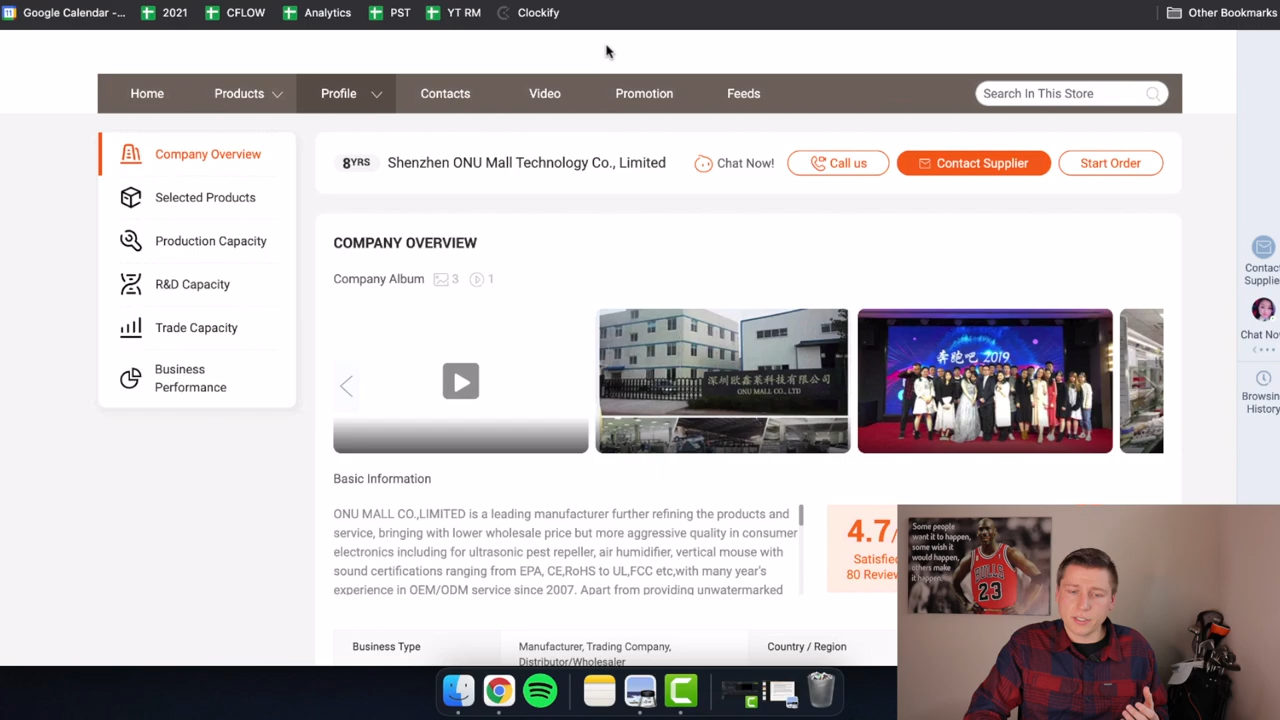 Google Calendar -... 2021 CFLOW Analytics PST YT RM Clockify Other Bookmarks
Home Products Profile Contacts Video Promotion Feeds Search In This Store
Company Overview
Selected Products
Production Capacity
R&D Capacity
Trade Capacity
Business
Performance
8YRS Shenzhen ONU Mall Technology Co., Limited Chat Now! Call us Contact Supplier Start Order
COMPANY OVERVIEW
Company Album 3 1
深圳欧鑫莱科技有限公司
ONU MALL CO., LTD
奔跑吧 2019
Basic Information
ONU MALL CO.,LIMITED is a leading manufacturer further refining the products and
service, bringing with lower wholesale price but more aggressive quality in consumer
electronics including for ultrasonic pest repeller, air humidifier, vertical mouse with
sound certifications ranging from EPA, CE,RoHS to UL,FCC etc,with many year's
experience in OEM/ODM service since 2007. Apart from providing unwatermarked
4.7/
Satisfied
80 Review
Business Type
Manufacturer, Trading Company,
Distributor/Wholesaler
Country / Region
Contact
Supplie
Chat Now
Browsing
History
Some people
want it to happen,
some wish it
would happen,
others make
it happen.
BULLS
23